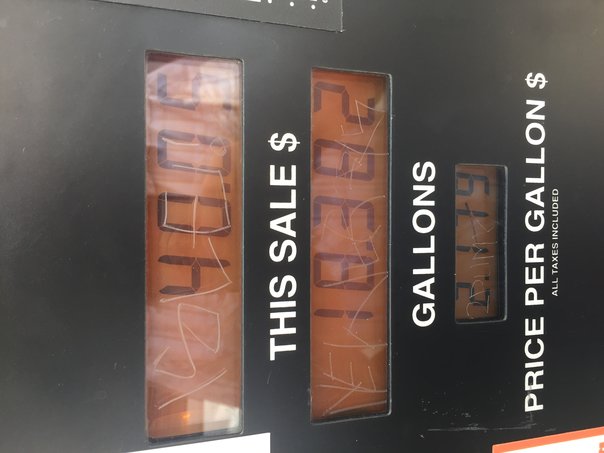 40.05
THIS SALE $
18.382
GALLONS
2.179
PRICE PER GALLON $
ALL TAXES INCLUDED